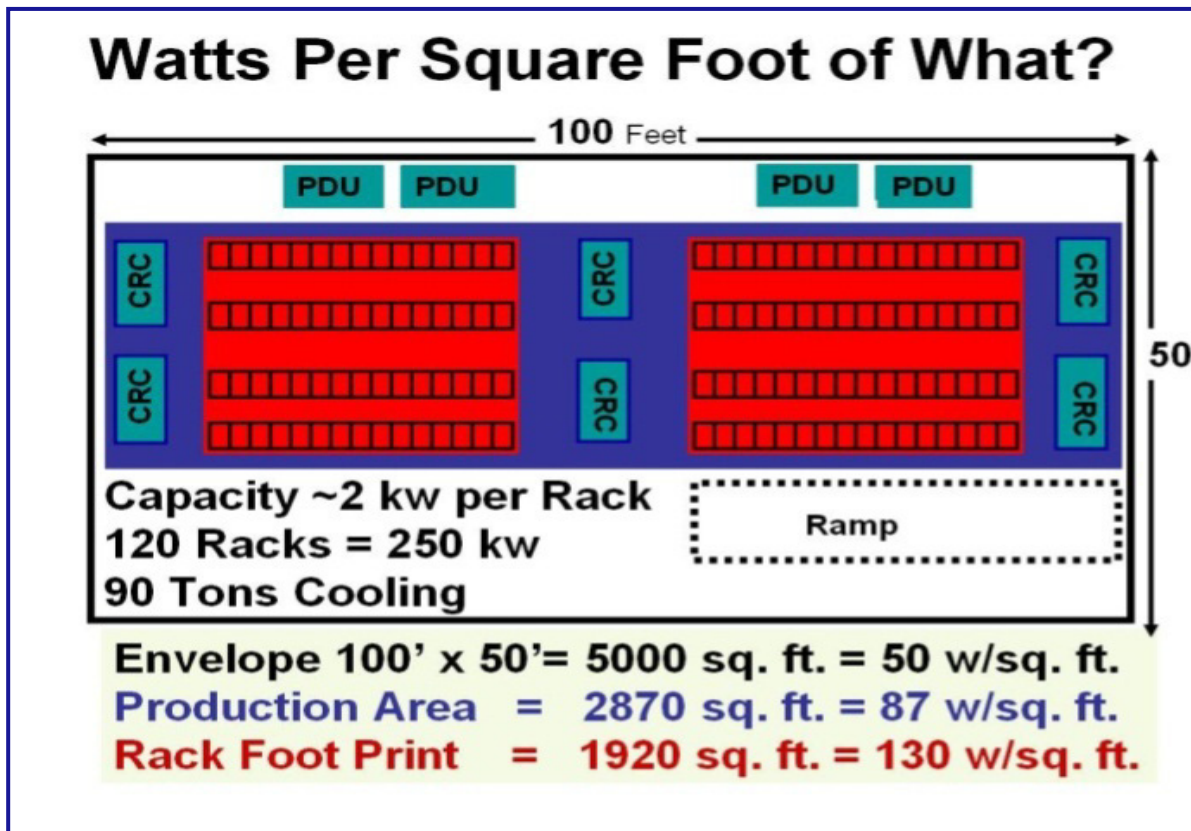 Watts Per Square Foot of What?
100 Feet
PDU PDU PDU PDU
CRC CRC CRC
50
CRC CRC CRC
Capacity ~2 kw per Rack
Ramp
120 Racks = 250 kw
90 Tons Cooling
Envelope 100' x 50'= 5000 sq. ft. = 50 w/sq. ft.
Production Area = 2870 sq. ft. = 87 w/sq. ft.
Rack Foot Print = 1920 sq. ft. = 130 w/sq. ft.